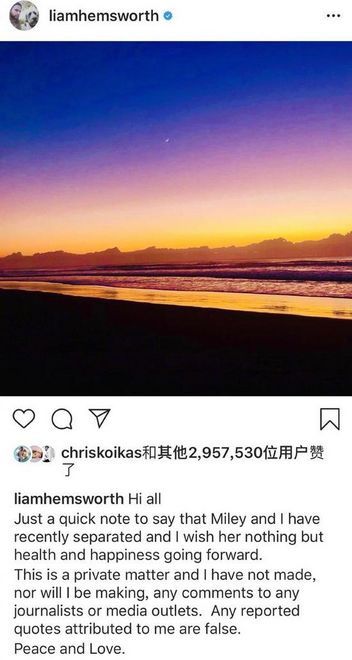 liamhemsworth
chriskoikas和其他2,957,530位用户赞
了
liamhemsworth Hi all
Just a quick note to say that Miley and I have
recently separated and I wish her nothing but
health and happiness going forward.
This is a private matter and I have not made,
nor will I be making, any comments to any
journalists or media outlets.  Any reported
quotes attributed to me are false.
Peace and Love.